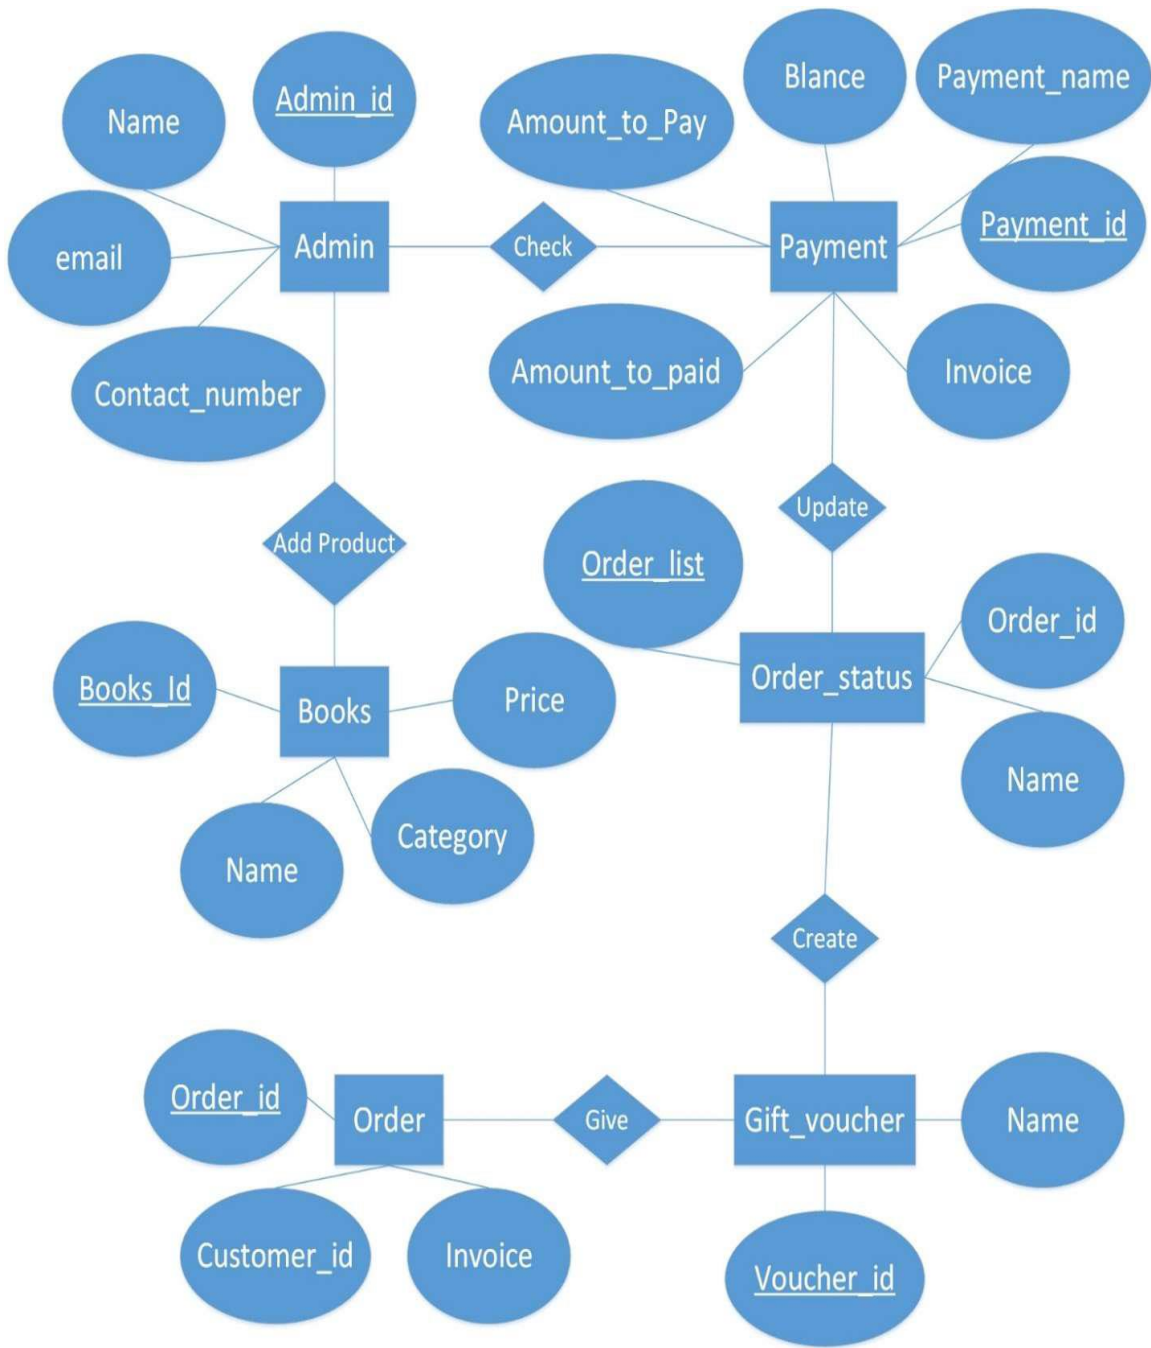 Blance
Payment_name
Admin_id
Name
Amount_to_Pay
Payment_id
email
Admin
Check
Payment
Contact_number
Amount_to_paid
Invoice
Update
Add Product
Order_list
Order_id
Books_Id
Price
Order_status
Books
Name
Category
Name
Create
Order_id
Order
Give
Gift_voucher
Name
Customer_id
Invoice
Voucher_id